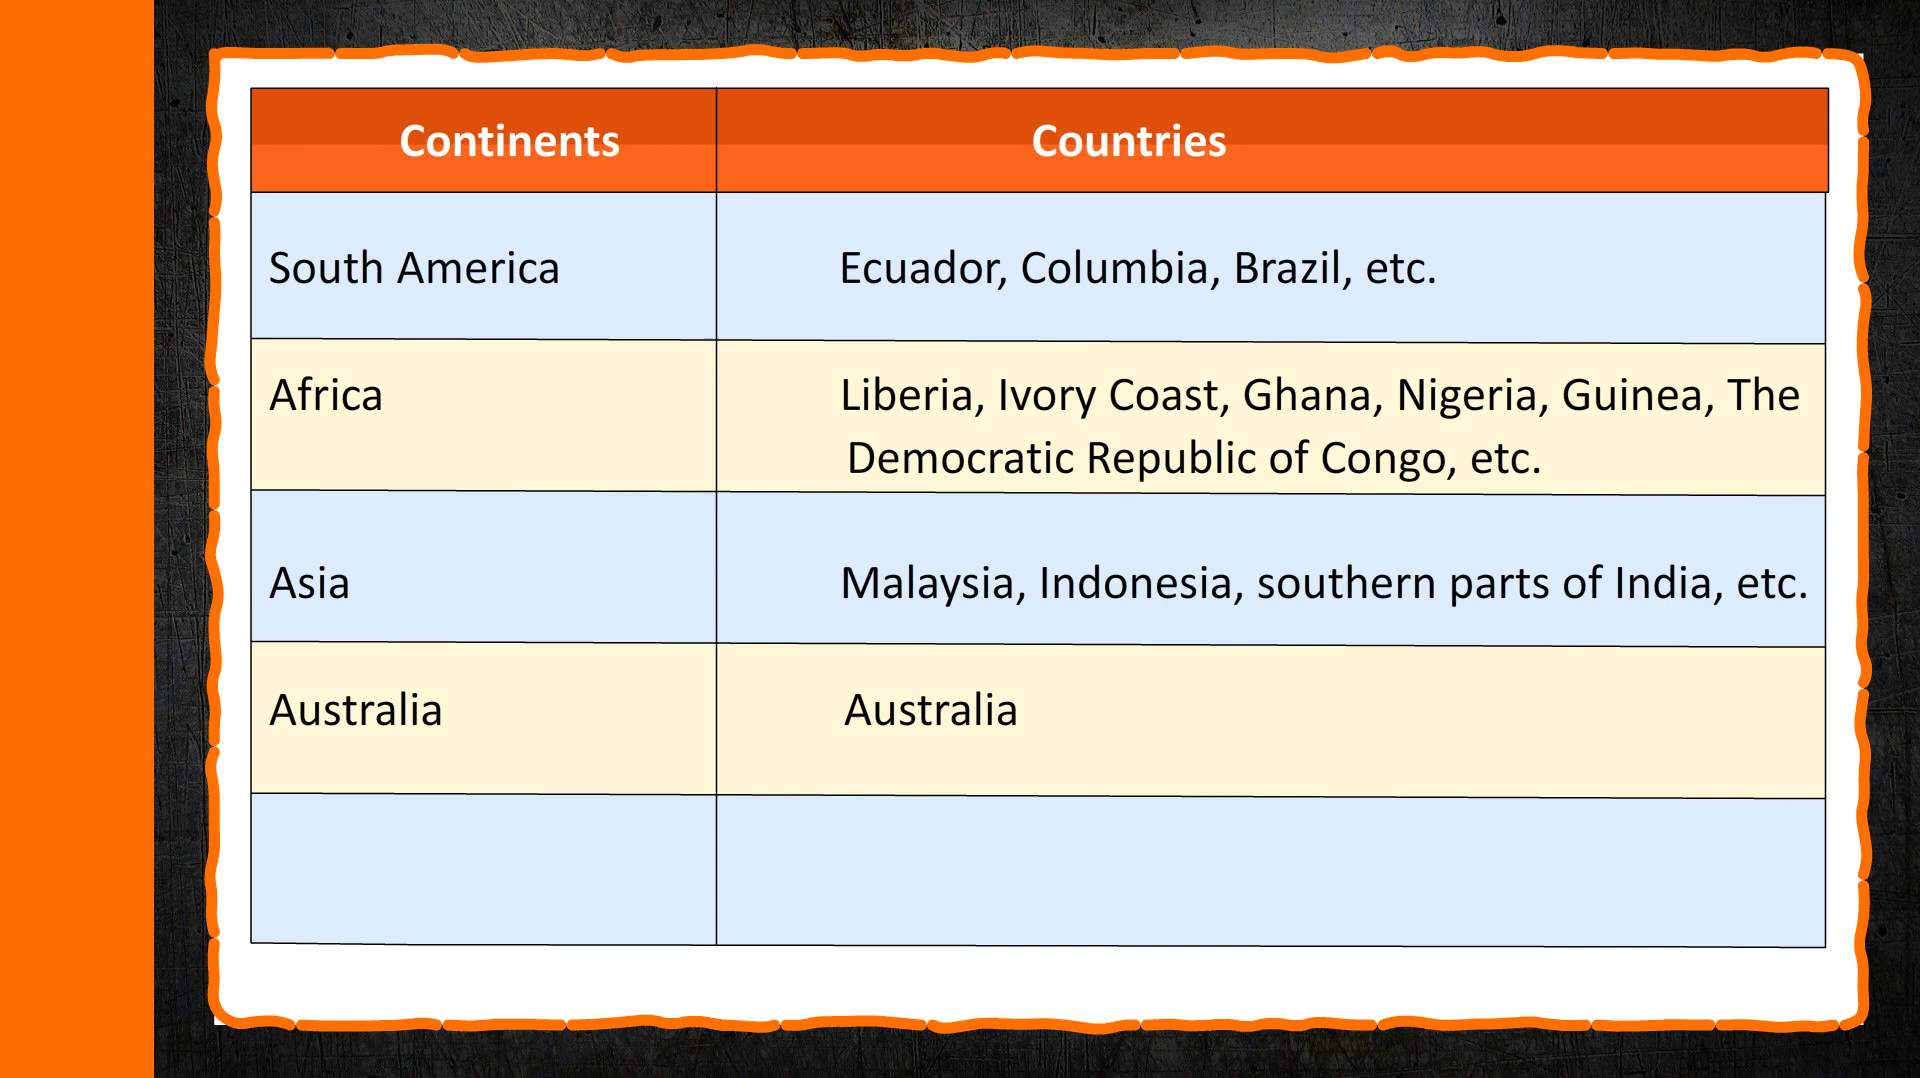 Continents Countries
South America Ecuador, Columbia, Brazil, etc.
Africa Liberia, Ivory Coast, Ghana, Nigeria, Guinea, The
Democratic Republic of Congo, etc.
Asia Malaysia, Indonesia, southern parts of India, etc.
Australia Australia